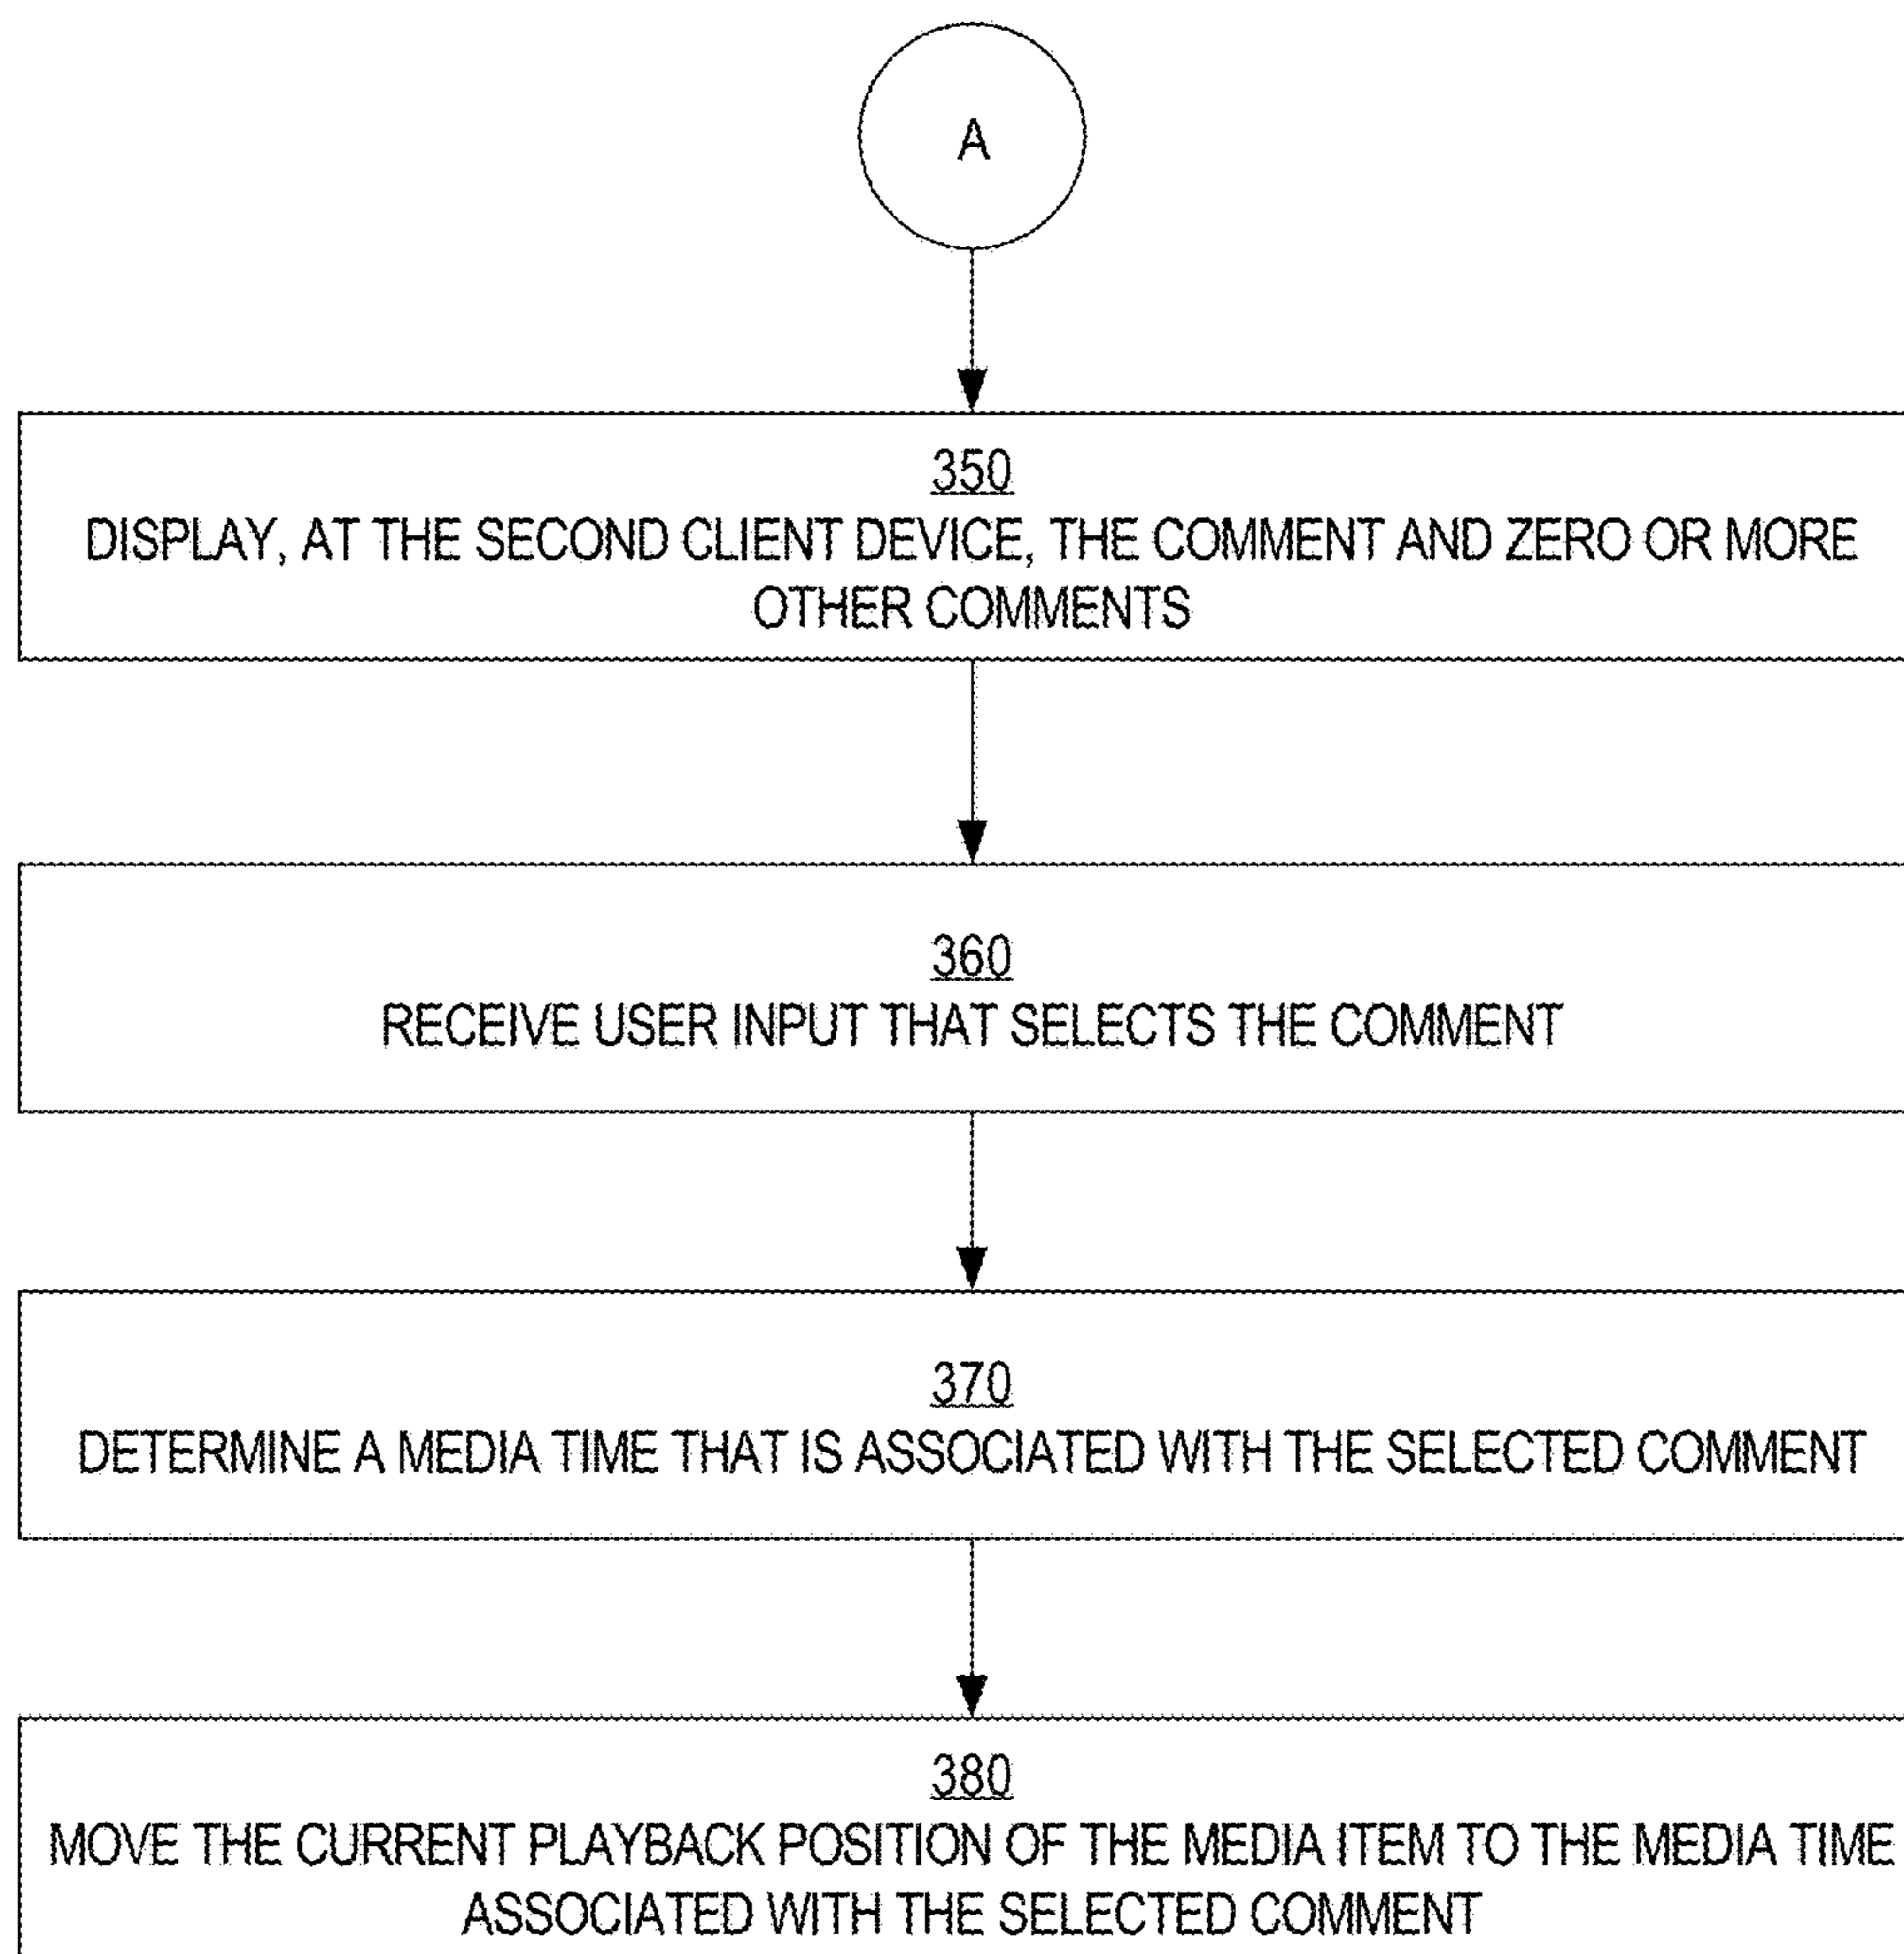 A
350
DISPLAY, AT THE SECOND CLIENT DEVICE, THE COMMENT AND ZERO OR MORE
OTHER COMMENTS
360
RECEIVE USER INPUT THAT SELECTS THE COMMENT
370
DETERMINE A MEDIA TIME THAT IS ASSOCIATED WITH THE SELECTED COMMENT
380
MOVE THE CURRENT PLAYBACK POSITION OF THE MEDIA ITEM TO THE MEDIA TIME
ASSOCIATED WITH THE SELECTED COMMENT